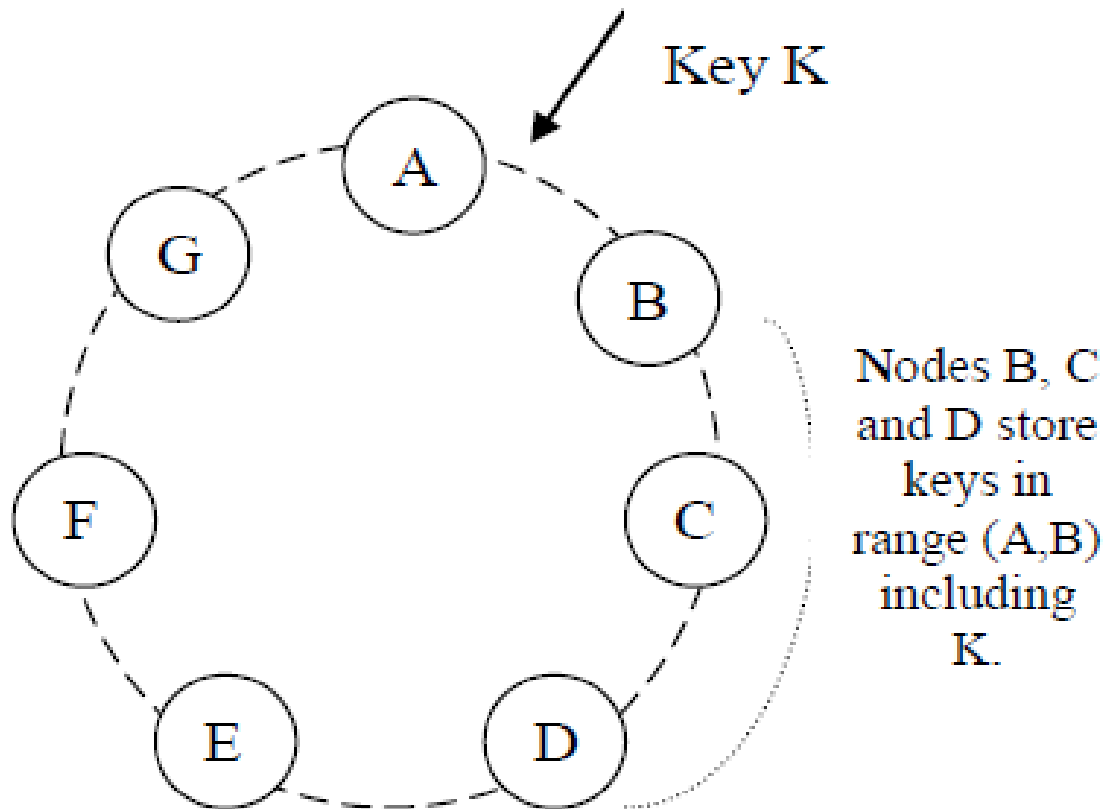 Key K
A
G
B
Nodes B, C
and D store
keys in
range (A,B)
including
K.
F
C
E
D